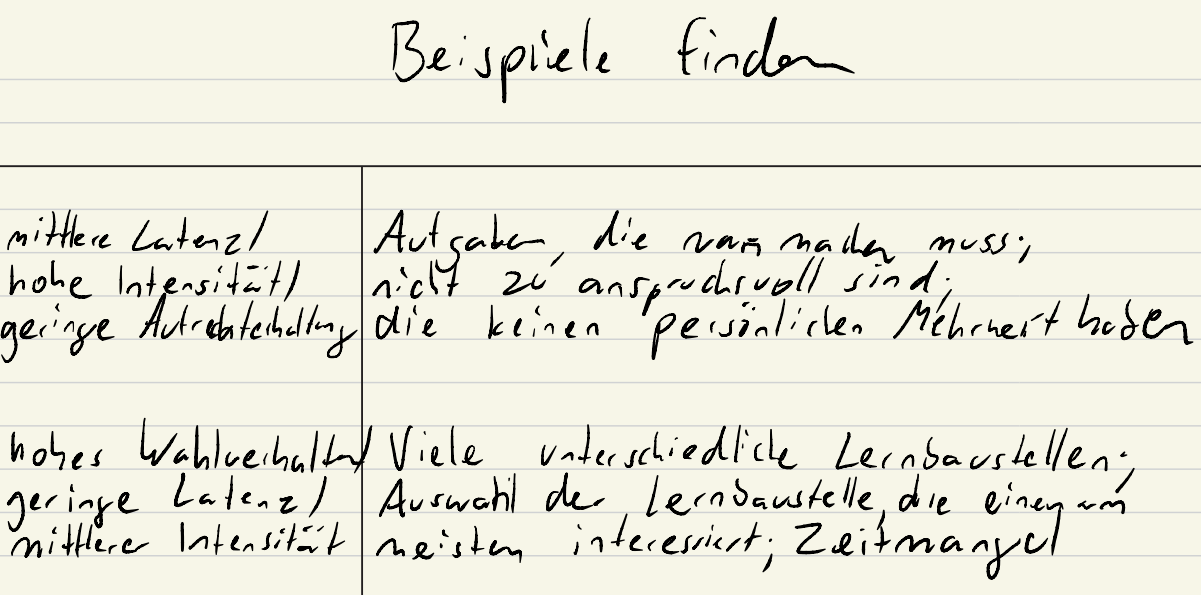 Beispiele finden
mittlere Latenz/
hohe Intensität/
geringe Aufrechterhaltung
Aufgaben, die man machen muss;
nicht zu anspruchsvoll sind;
die keinen persönlichen Mehrwert haben
hohes Wahlverhalten/
geringe Latenz/
mittlerer Intensität
Viele unterschiedliche Lernbaustellen;
Auswahl der Lernbaustelle, die einen am
meisten interessiert; Zeitmangel